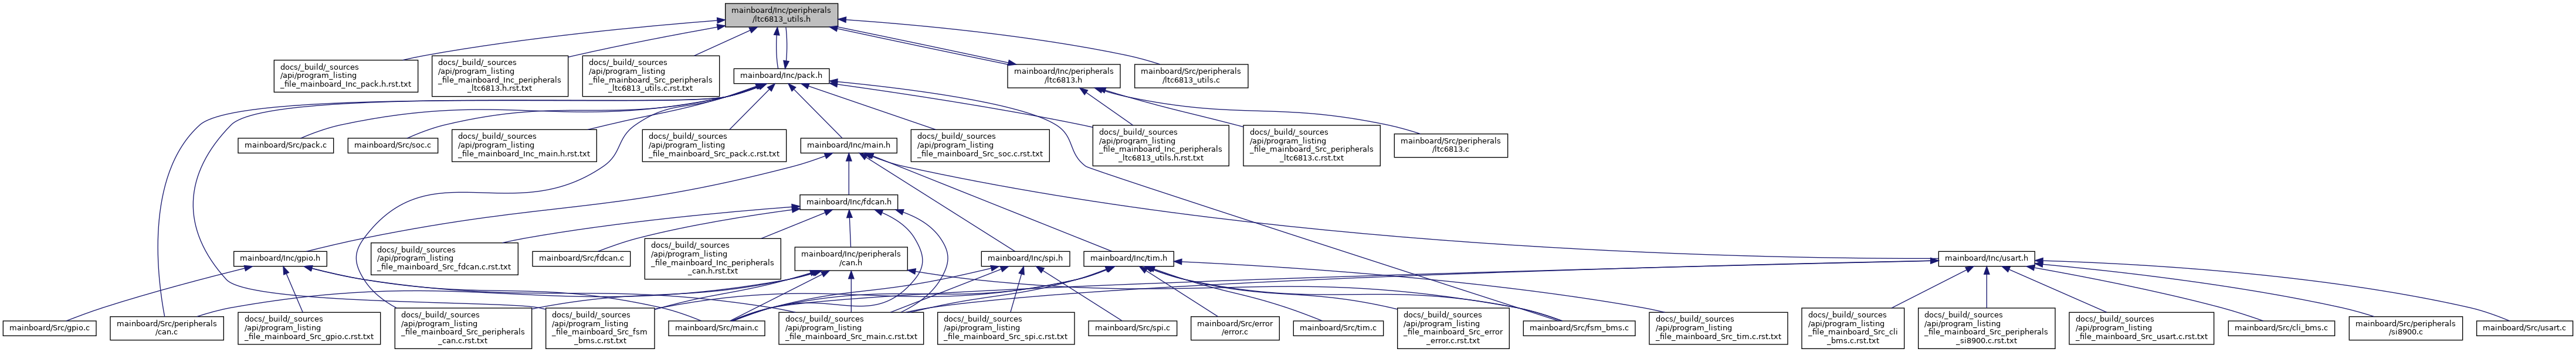 mainboard/Inc/peripherals
/ltc6813_utils.h
docs/_build/_sources
/api/program_listing
_file_mainboard_Inc_pack.h.rst.txt
docs/_build/_sources
/api/program_listing
_file_mainboard_Inc_peripherals
_ltc6813.h.rst.txt
docs/_build/_sources
/api/program_listing
_file_mainboard_Src_peripherals
_ltc6813_utils.c.rst.txt
mainboard/Inc/pack.h
mainboard/Inc/peripherals
/ltc6813.h
mainboard/Src/peripherals
/ltc6813_utils.c
mainboard/Src/pack.c
mainboard/Src/soc.c
docs/_build/_sources
/api/program_listing
_file_mainboard_Inc_main.h.rst.txt
docs/_build/_sources
/api/program_listing
_file_mainboard_Src_pack.c.rst.txt
mainboard/Inc/main.h
docs/_build/_sources
/api/program_listing
_file_mainboard_Src_soc.c.rst.txt
docs/_build/_sources
/api/program_listing
_file_mainboard_Inc_peripherals
_ltc6813_utils.h.rst.txt
docs/_build/_sources
/api/program_listing
_file_mainboard_Src_peripherals
_ltc6813.c.rst.txt
mainboard/Src/peripherals
/ltc6813.c
mainboard/Inc/fdcan.h
mainboard/Inc/gpio.h
docs/_build/_sources
/api/program_listing
_file_mainboard_Src_fdcan.c.rst.txt
mainboard/Src/fdcan.c
docs/_build/_sources
/api/program_listing
_file_mainboard_Inc_peripherals
_can.h.rst.txt
mainboard/Inc/peripherals
/can.h
mainboard/Inc/spi.h
mainboard/Inc/tim.h
mainboard/Inc/usart.h
mainboard/Src/gpio.c
mainboard/Src/peripherals
/can.c
docs/_build/_sources
/api/program_listing
_file_mainboard_Src_gpio.c.rst.txt
docs/_build/_sources
/api/program_listing
_file_mainboard_Src_peripherals
_can.c.rst.txt
docs/_build/_sources
/api/program_listing
_file_mainboard_Src_fsm
_bms.c.rst.txt
mainboard/Src/main.c
docs/_build/_sources
/api/program_listing
_file_mainboard_Src_main.c.rst.txt
docs/_build/_sources
/api/program_listing
_file_mainboard_Src_spi.c.rst.txt
mainboard/Src/spi.c
mainboard/Src/error
/error.c
mainboard/Src/tim.c
docs/_build/_sources
/api/program_listing
_file_mainboard_Src_error
_error.c.rst.txt
mainboard/Src/fsm_bms.c
docs/_build/_sources
/api/program_listing
_file_mainboard_Src_tim.c.rst.txt
docs/_build/_sources
/api/program_listing
_file_mainboard_Src_cli
_bms.c.rst.txt
docs/_build/_sources
/api/program_listing
_file_mainboard_Src_peripherals
_si8900.c.rst.txt
docs/_build/_sources
/api/program_listing
_file_mainboard_Src_usart.c.rst.txt
mainboard/Src/cli_bms.c
mainboard/Src/peripherals
/si8900.c
mainboard/Src/usart.c